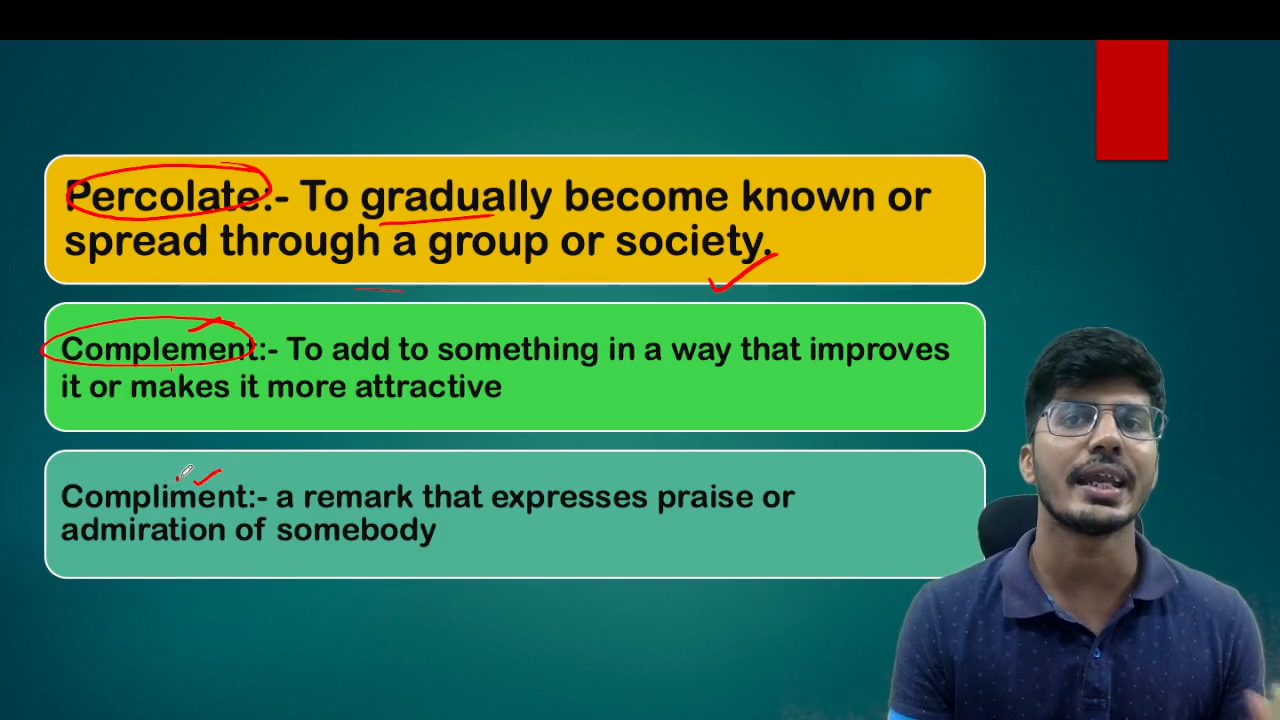 Percolate:- To gradually become known or
spread through a group or society.
Complement:- To add to something in a way that improves
it or makes it more attractive
Compliment:- a remark that expresses praise or
admiration of somebody